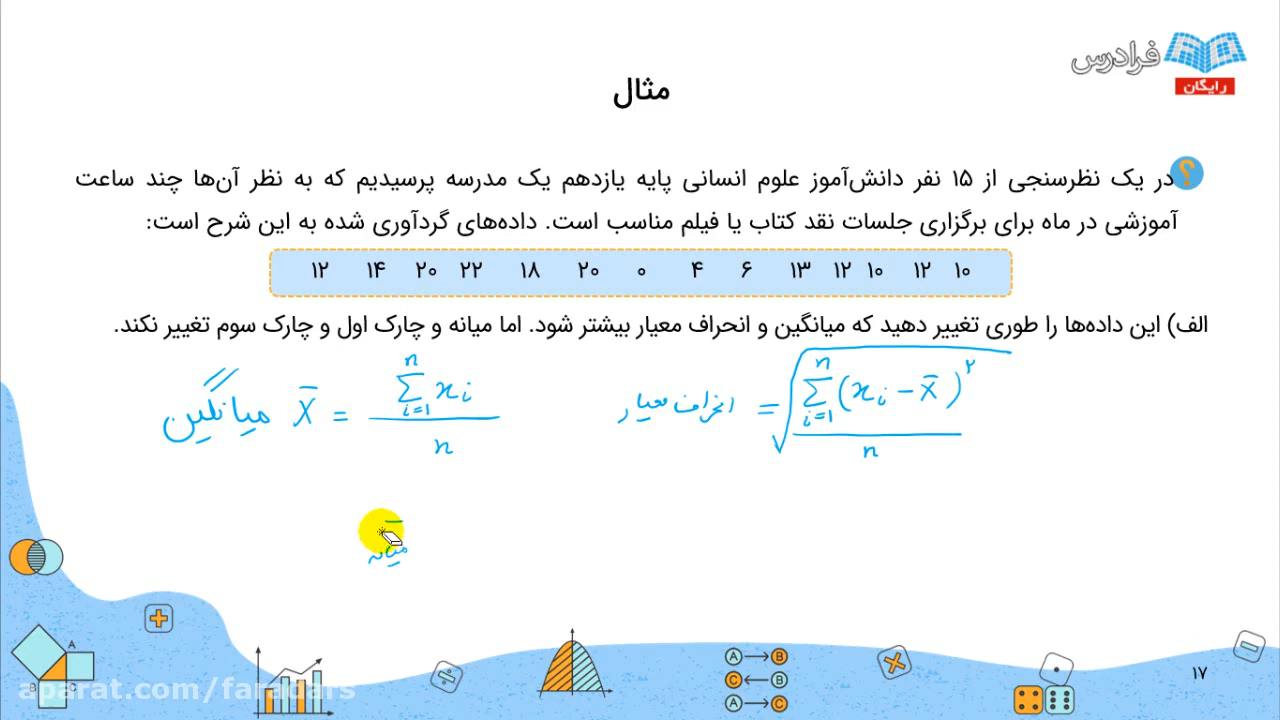 فرادرس
رایگان
مثال
در یک نظرسنجی از ۱۵ نفر دانش‌آموز علوم انسانی پایه یازدهم یک مدرسه پرسیدیم که به نظر آن‌ها چند ساعت
آموزشی در ماه برای برگزاری جلسات نقد کتاب یا فیلم مناسب است. داده‌های گردآوری شده به این شرح است:
۱۲ ۱۴ ۲۰ ۲۲ ۱۸ ۲۰ ۰ ۴ ۶ ۱۳ ۱۲ ۱۰ ۱۲ ۱۰
الف) این داده‌ها را طوری تغییر دهید که میانگین و انحراف معیار بیشتر شود. اما میانه و چارک اول و چارک سوم تغییر نکند.
میانگین x̄ = Σ(i=1..n) xᵢ / n
انحراف معیار = √(Σ(i=1..n) (xᵢ − x̄)² / n)
میانه
A
B
A B
C B
A C
۱۷
aparat.com/faradars